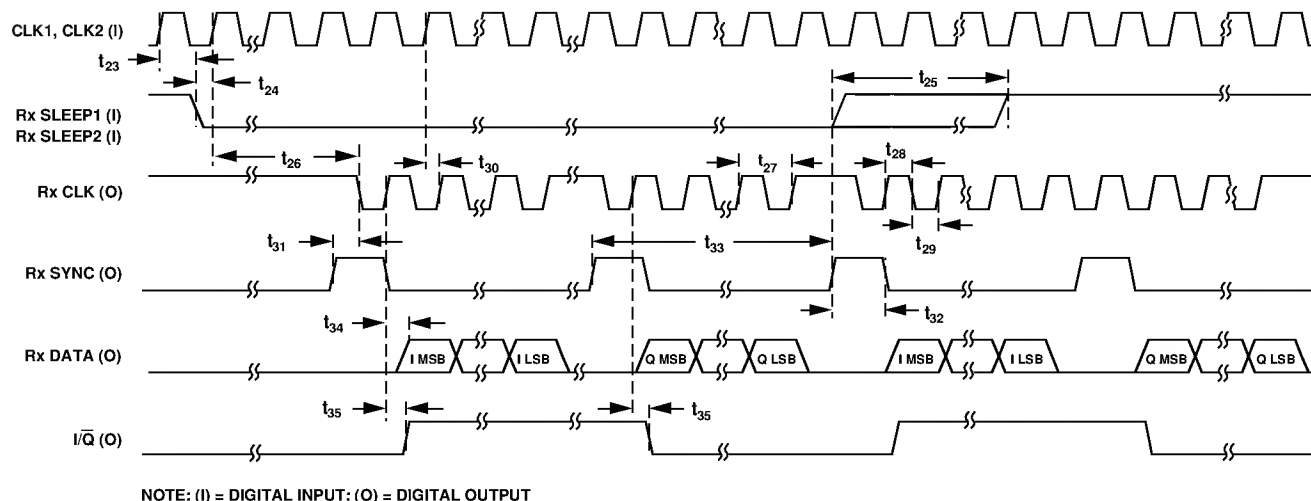 CLK1, CLK2 (I)
t23
t24
t25
Rx SLEEP1 (I)
Rx SLEEP2 (I)
t26
t30
t27
t28
Rx CLK (O)
t31
t33
t29
Rx SYNC (O)
t34
t32
Rx DATA (O)
I MSB
I LSB
Q MSB
Q LSB
I MSB
I LSB
Q MSB
Q LSB
t35
t35
I/Q̅ (O)
NOTE: (I) = DIGITAL INPUT; (O) = DIGITAL OUTPUT